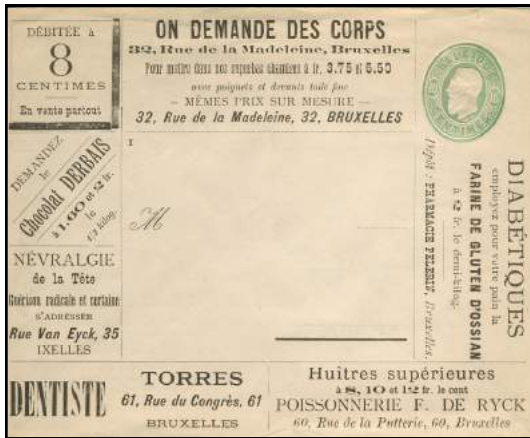 DÉBITÉE à
8
CENTIMES
En vente partout
ON DEMANDE DES CORPS
32, Rue de la Madeleine, Bruxelles
Pour mettre dans nos superbes chemises à fr. 3.75 et 5.50
avec poignets et devants toile fine
— MÊMES PRIX SUR MESURE —
32, Rue de la Madeleine, 32, BRUXELLES
DEMANDEZ
le
Chocolat DERBAIS
à 1.60 et 2 fr.
le
1/2 kilog.
1
M
DIABÉTIQUES
employez pour votre pain la
FARINE DE GLUTEN D'OSSIAN
à 2 fr. le demi-kilog.
Dépôt : PHARMACIE PELERIN, Bruxelles.
NÉVRALGIE
de la Tête
Guérison radicale et certaine
S'ADRESSER
Rue Van Eyck, 35
IXELLES
DENTISTE
TORRES
61, Rue du Congrès, 61
BRUXELLES
Huîtres supérieures
à 8, 10 et 12 fr. le cent
POISSONNERIE F. DE RYCK
60, Rue de la Putterie, 60, Bruxelles